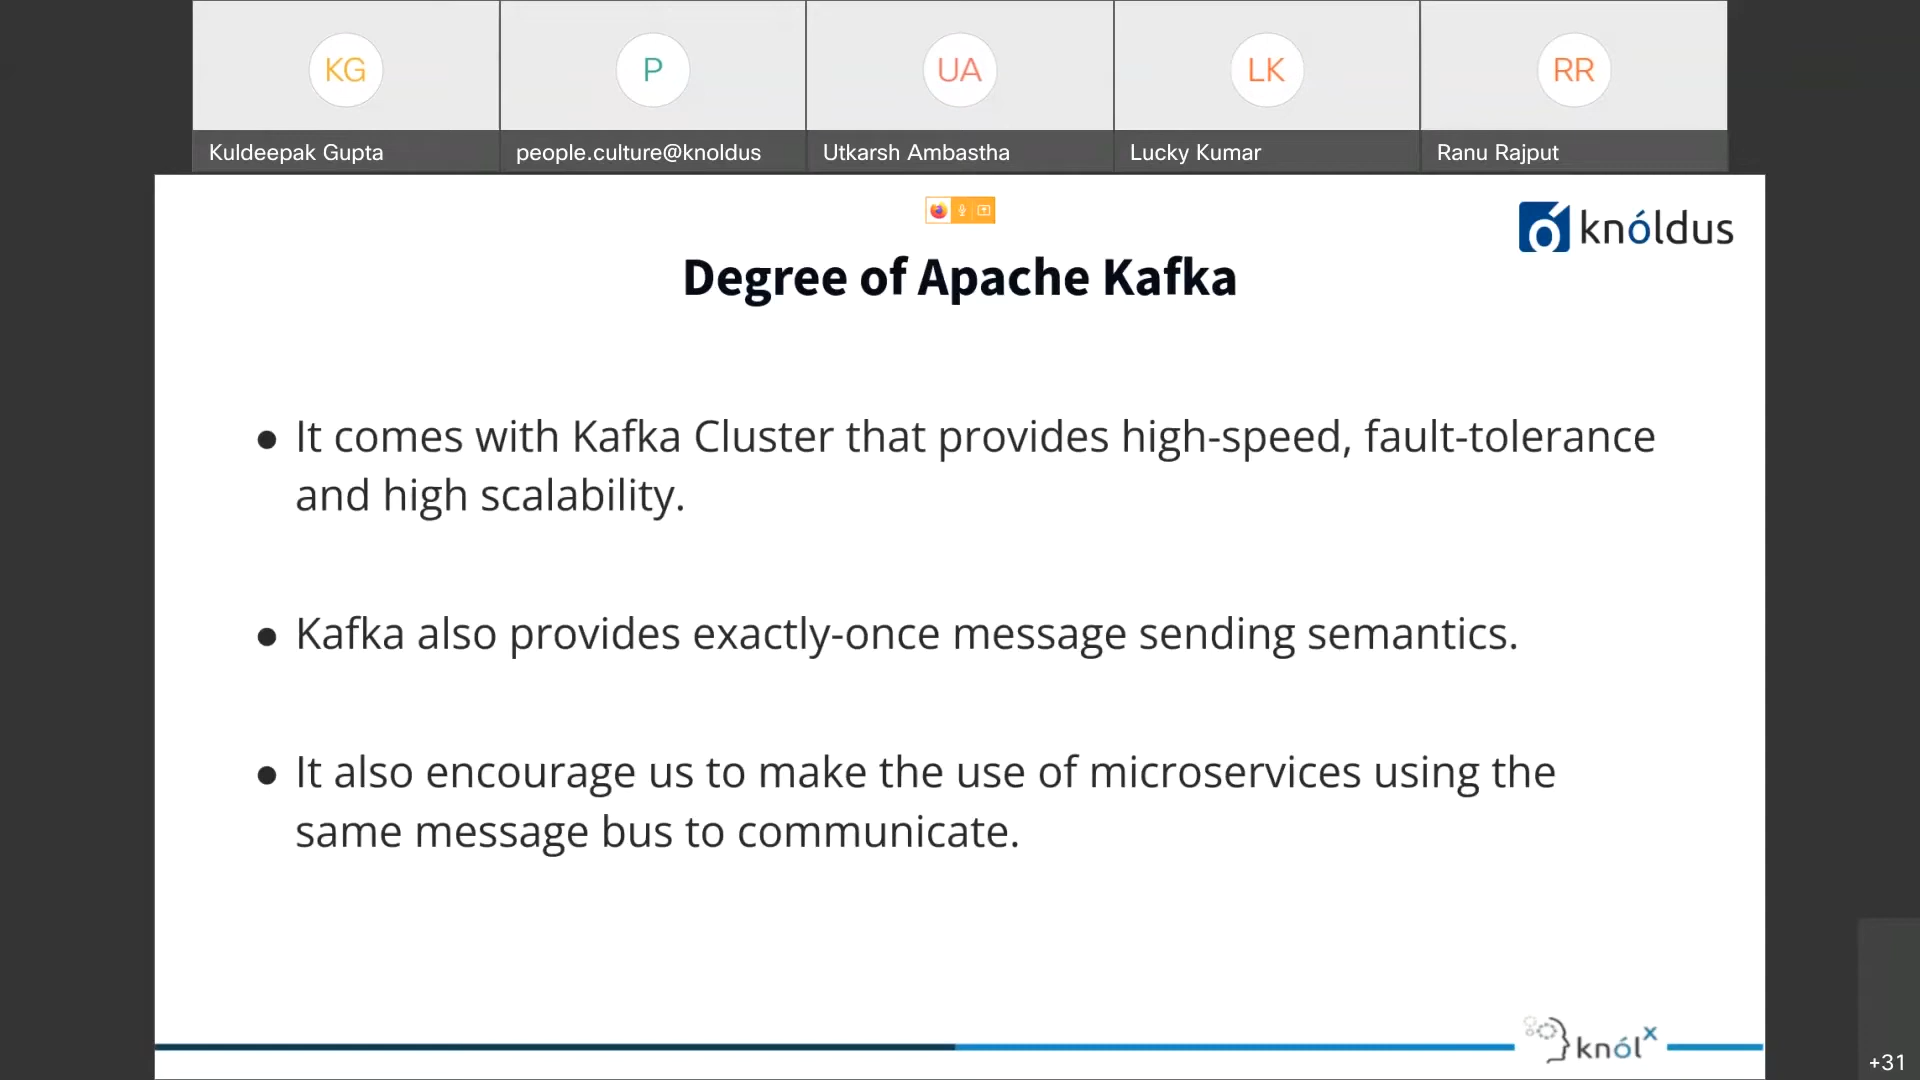 KG
P
UA
LK
RR
Kuldeepak Gupta
people.culture@knoldus
Utkarsh Ambastha
Lucky Kumar
Ranu Rajput
knóldus
Degree of Apache Kafka
● It comes with Kafka Cluster that provides high-speed, fault-tolerance
and high scalability.
● Kafka also provides exactly-once message sending semantics.
● It also encourage us to make the use of microservices using the
same message bus to communicate.
knólx
+31